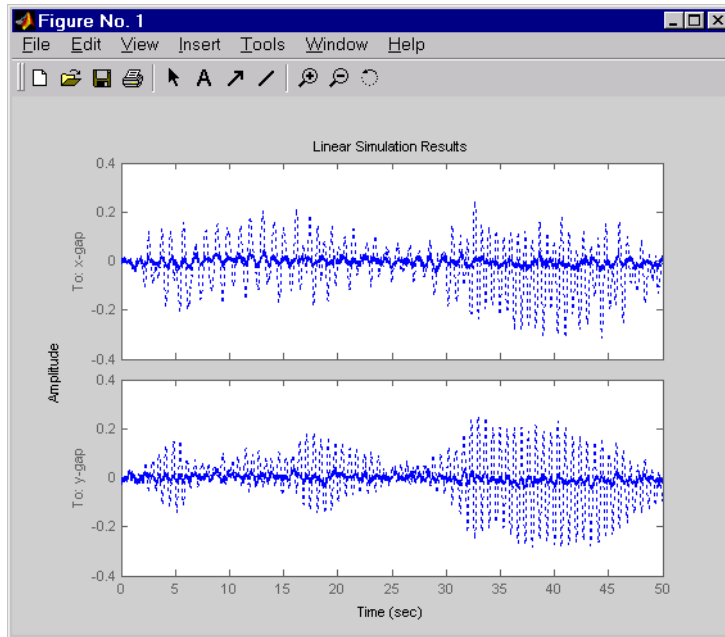 Figure No. 1
File Edit View Insert Tools Window Help
A
Linear Simulation Results
0.4
0.2
0
-0.2
-0.4
To: x-gap
Amplitude
0.4
0.2
0
-0.2
-0.4
To: y-gap
0 5 10 15 20 25 30 35 40 45 50
Time (sec)